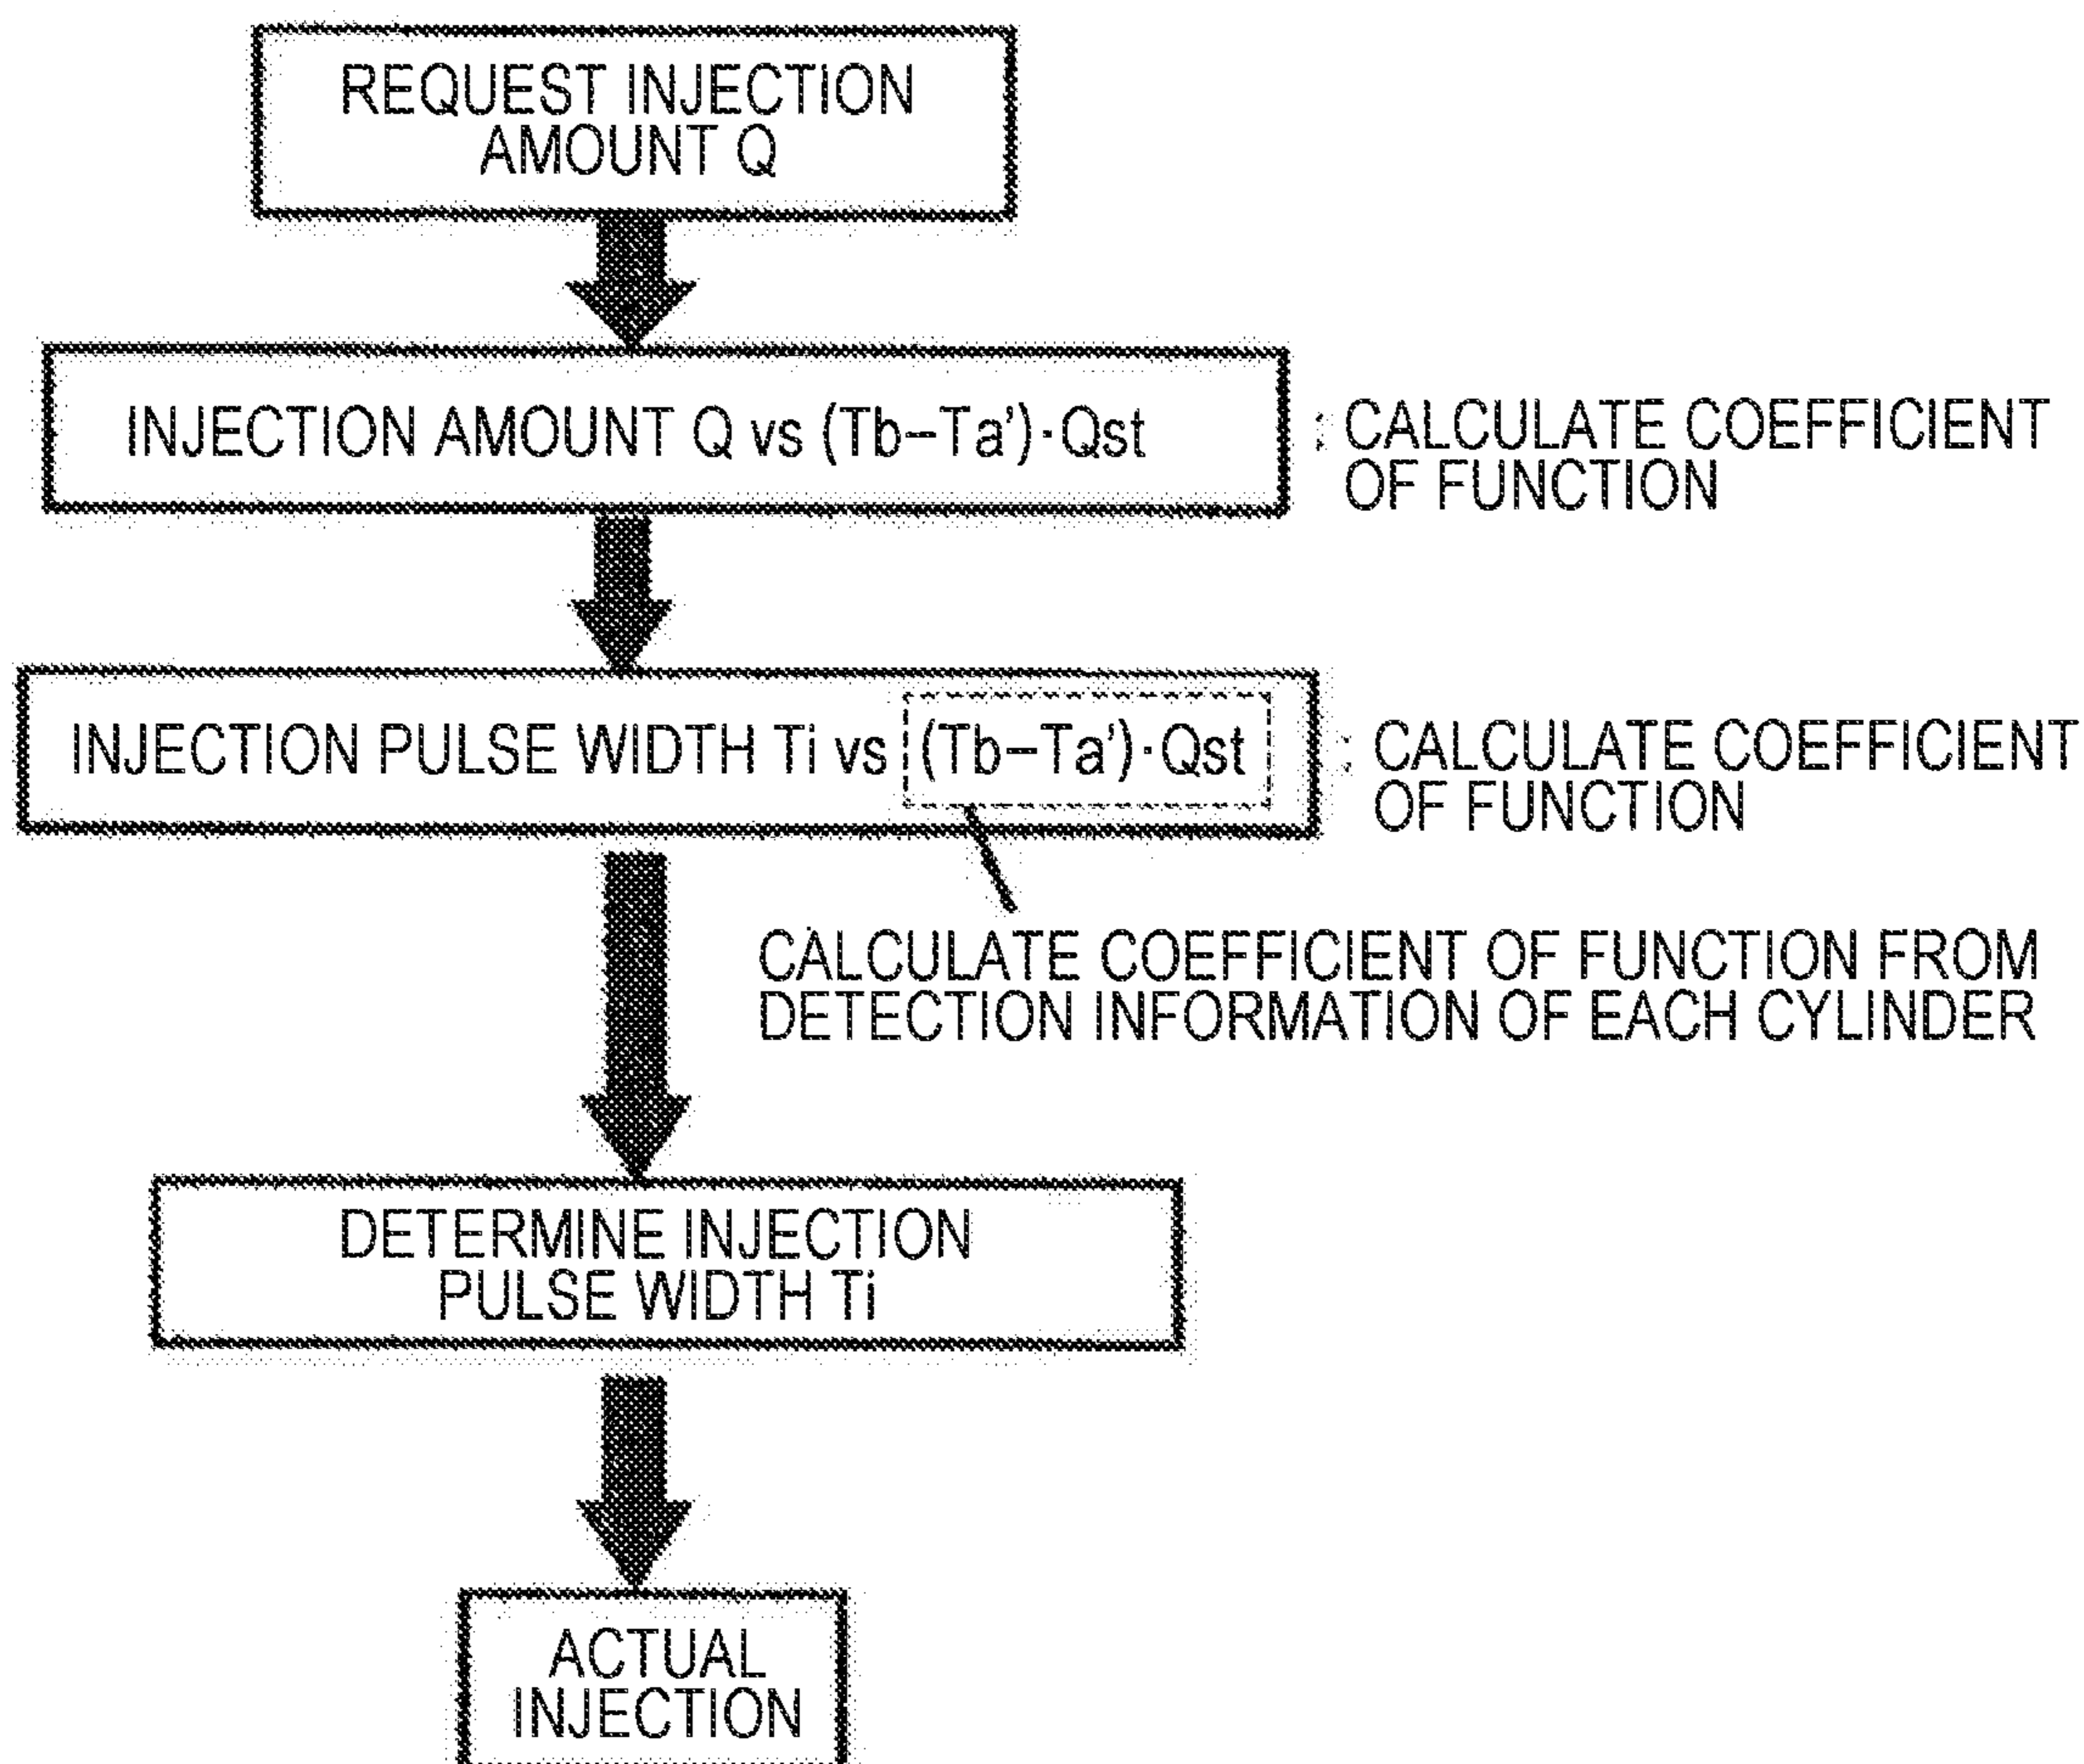 REQUEST INJECTION
AMOUNT Q
INJECTION AMOUNT Q vs (Tb–Ta')·Qst
: CALCULATE COEFFICIENT
OF FUNCTION
INJECTION PULSE WIDTH Ti vs (Tb–Ta')·Qst
: CALCULATE COEFFICIENT
OF FUNCTION
CALCULATE COEFFICIENT OF FUNCTION FROM
DETECTION INFORMATION OF EACH CYLINDER
DETERMINE INJECTION
PULSE WIDTH Ti
ACTUAL
INJECTION